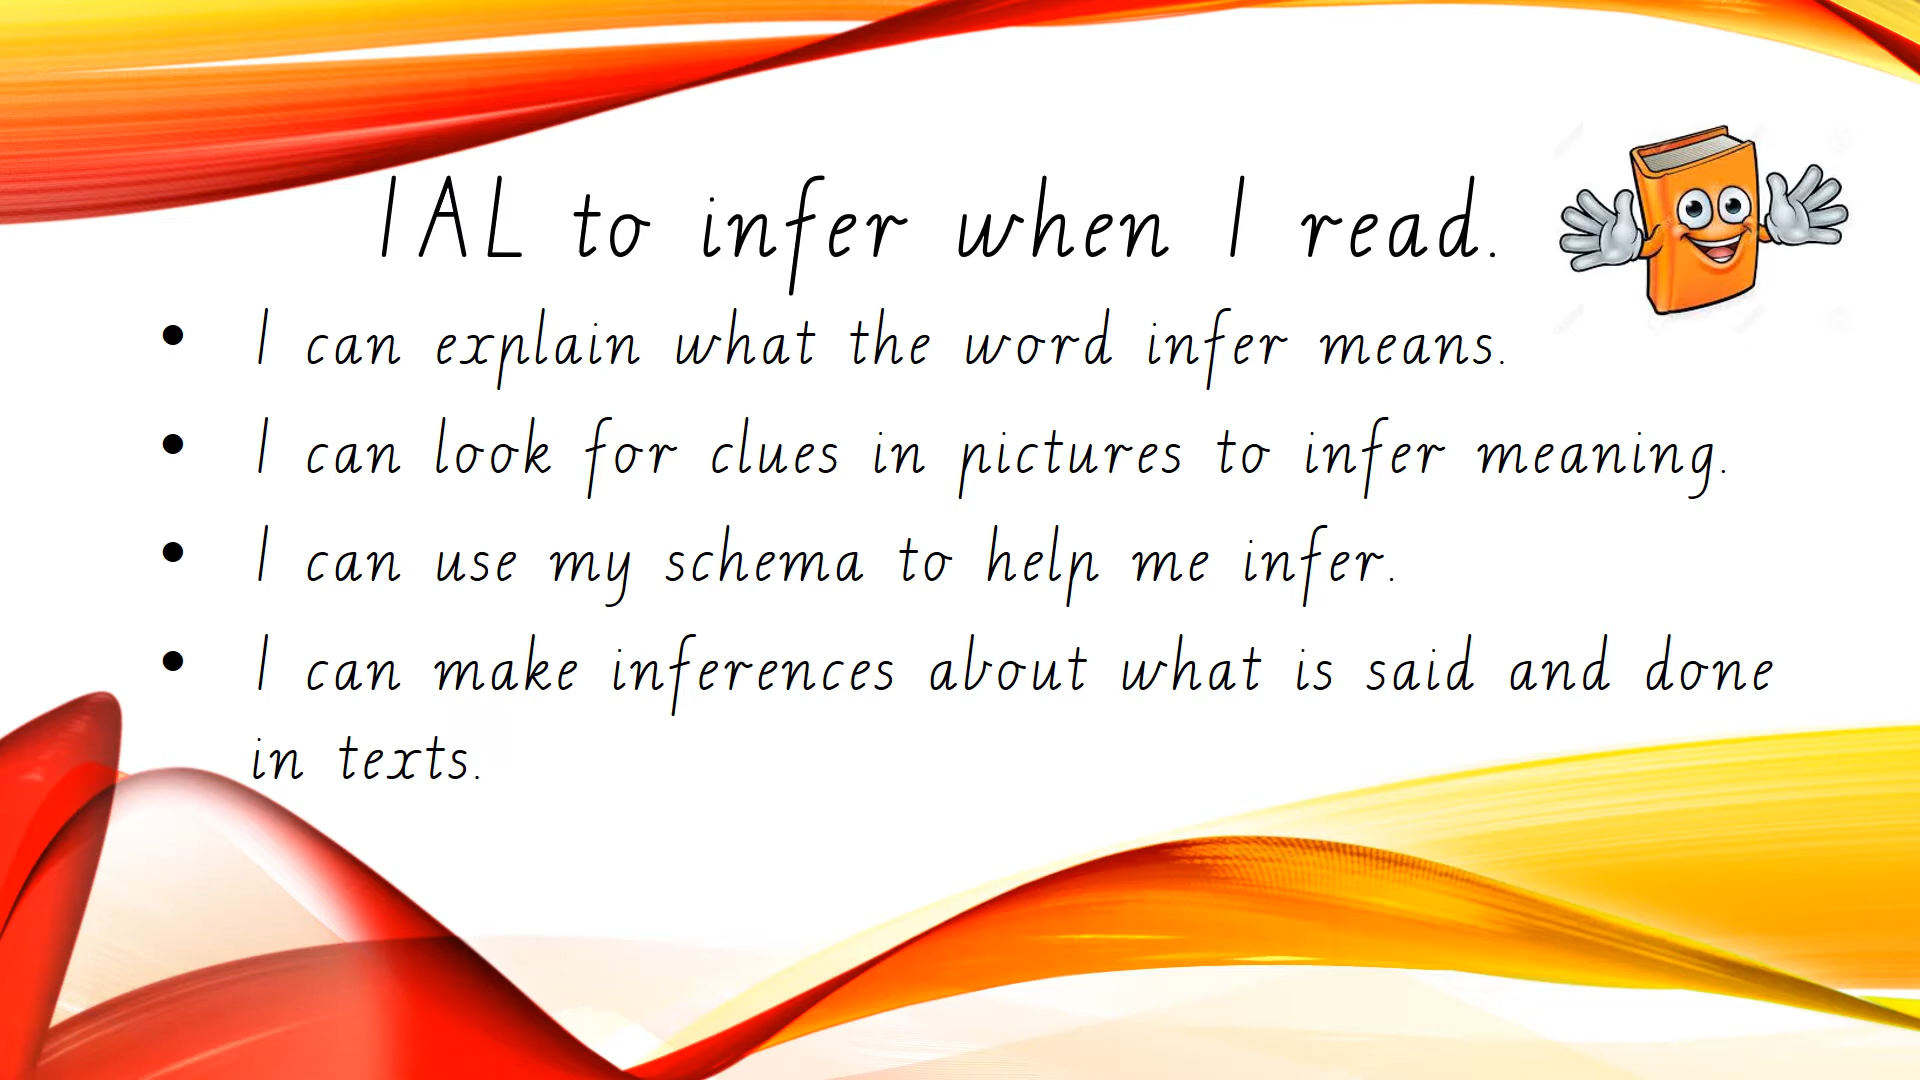 IAL to infer when I read.
• I can explain what the word infer means.
• I can look for clues in pictures to infer meaning.
• I can use my schema to help me infer.
• I can make inferences about what is said and done
in texts.